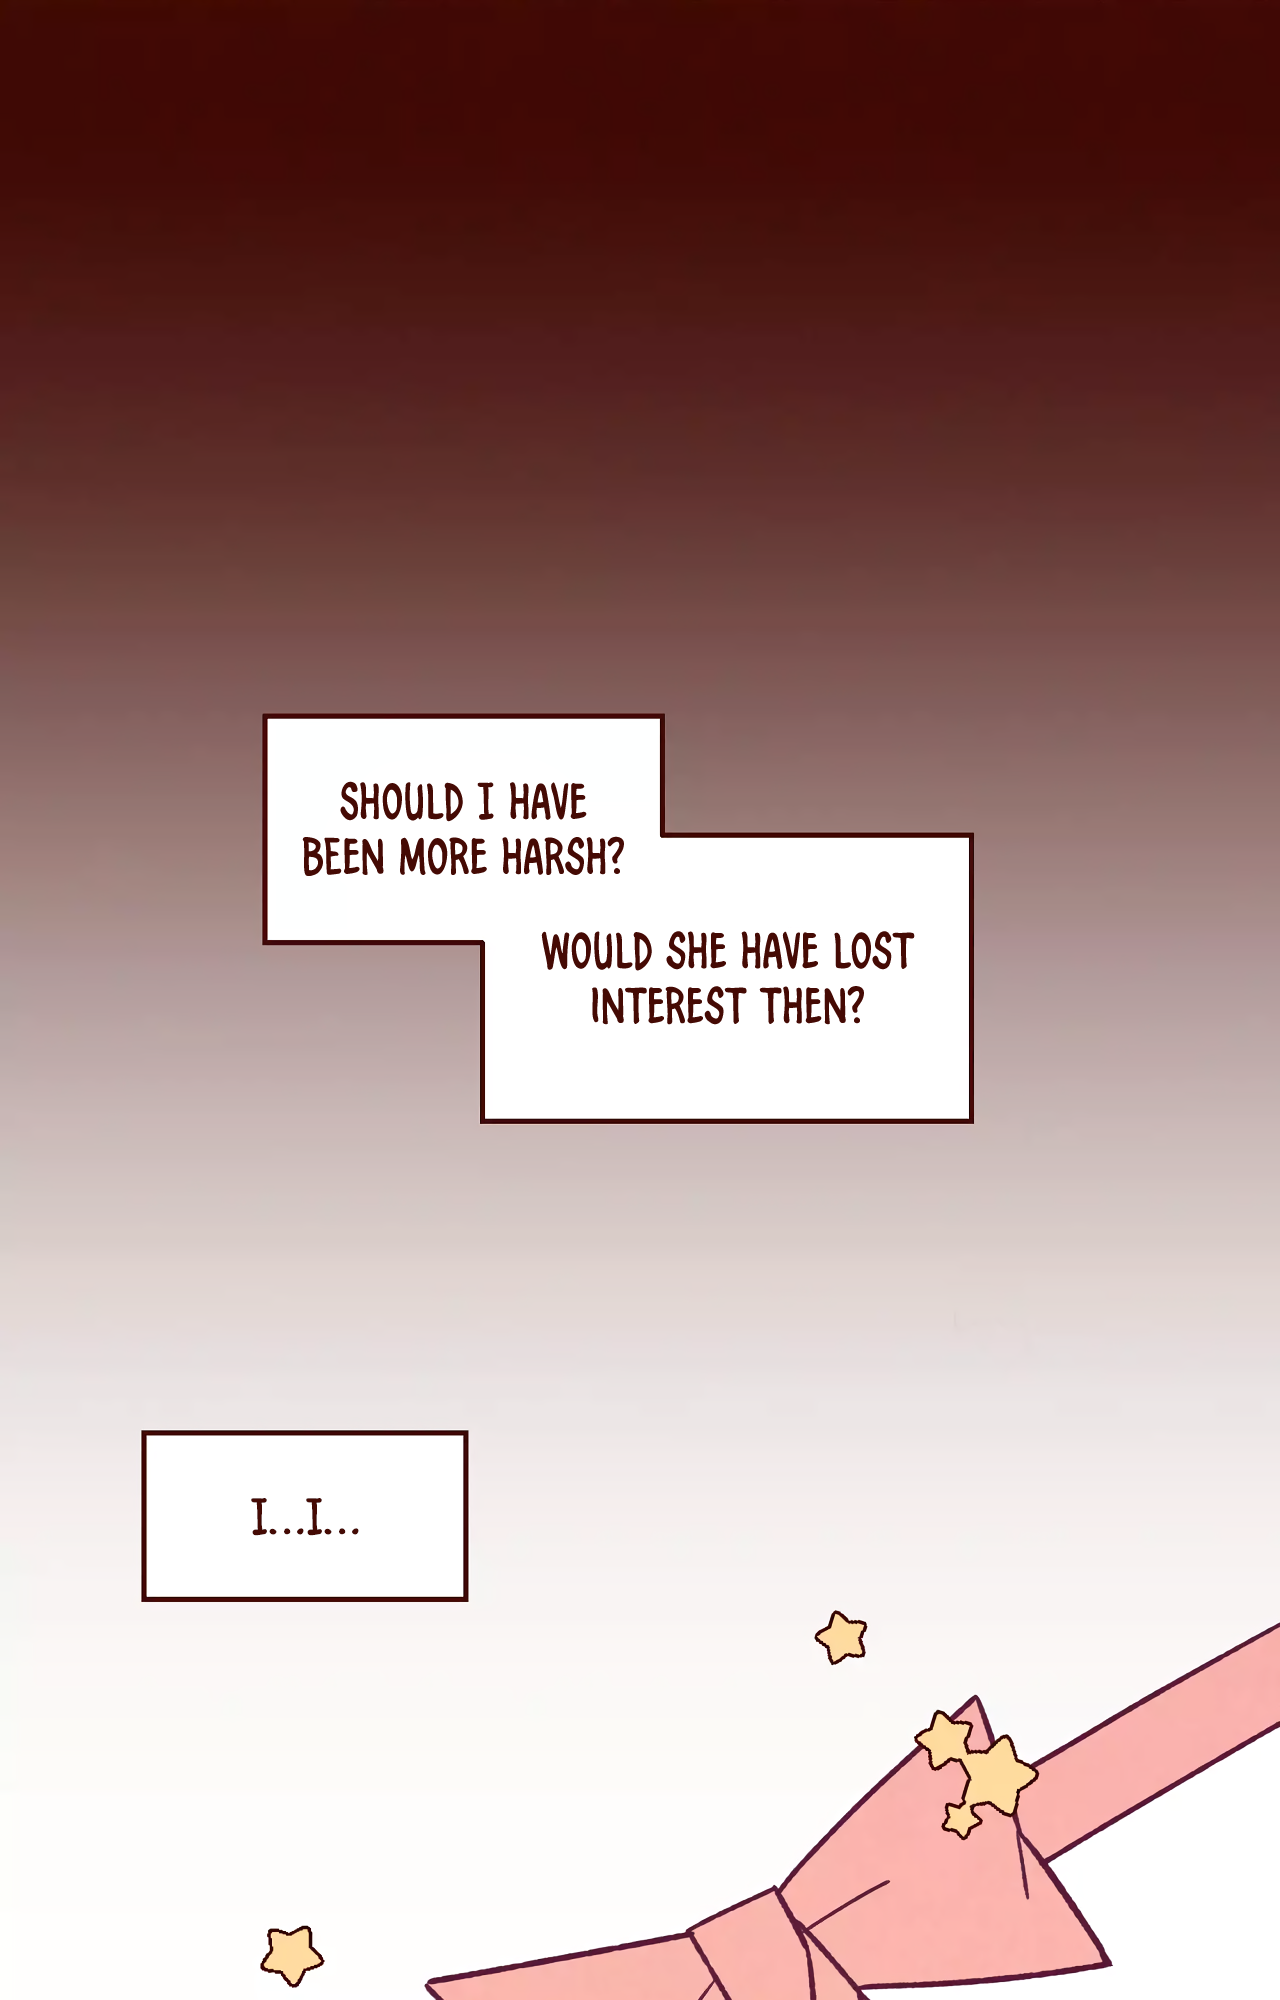 SHOULD I HAVE
BEEN MORE HARSH?
WOULD SHE HAVE LOST
INTEREST THEN?
I...I...